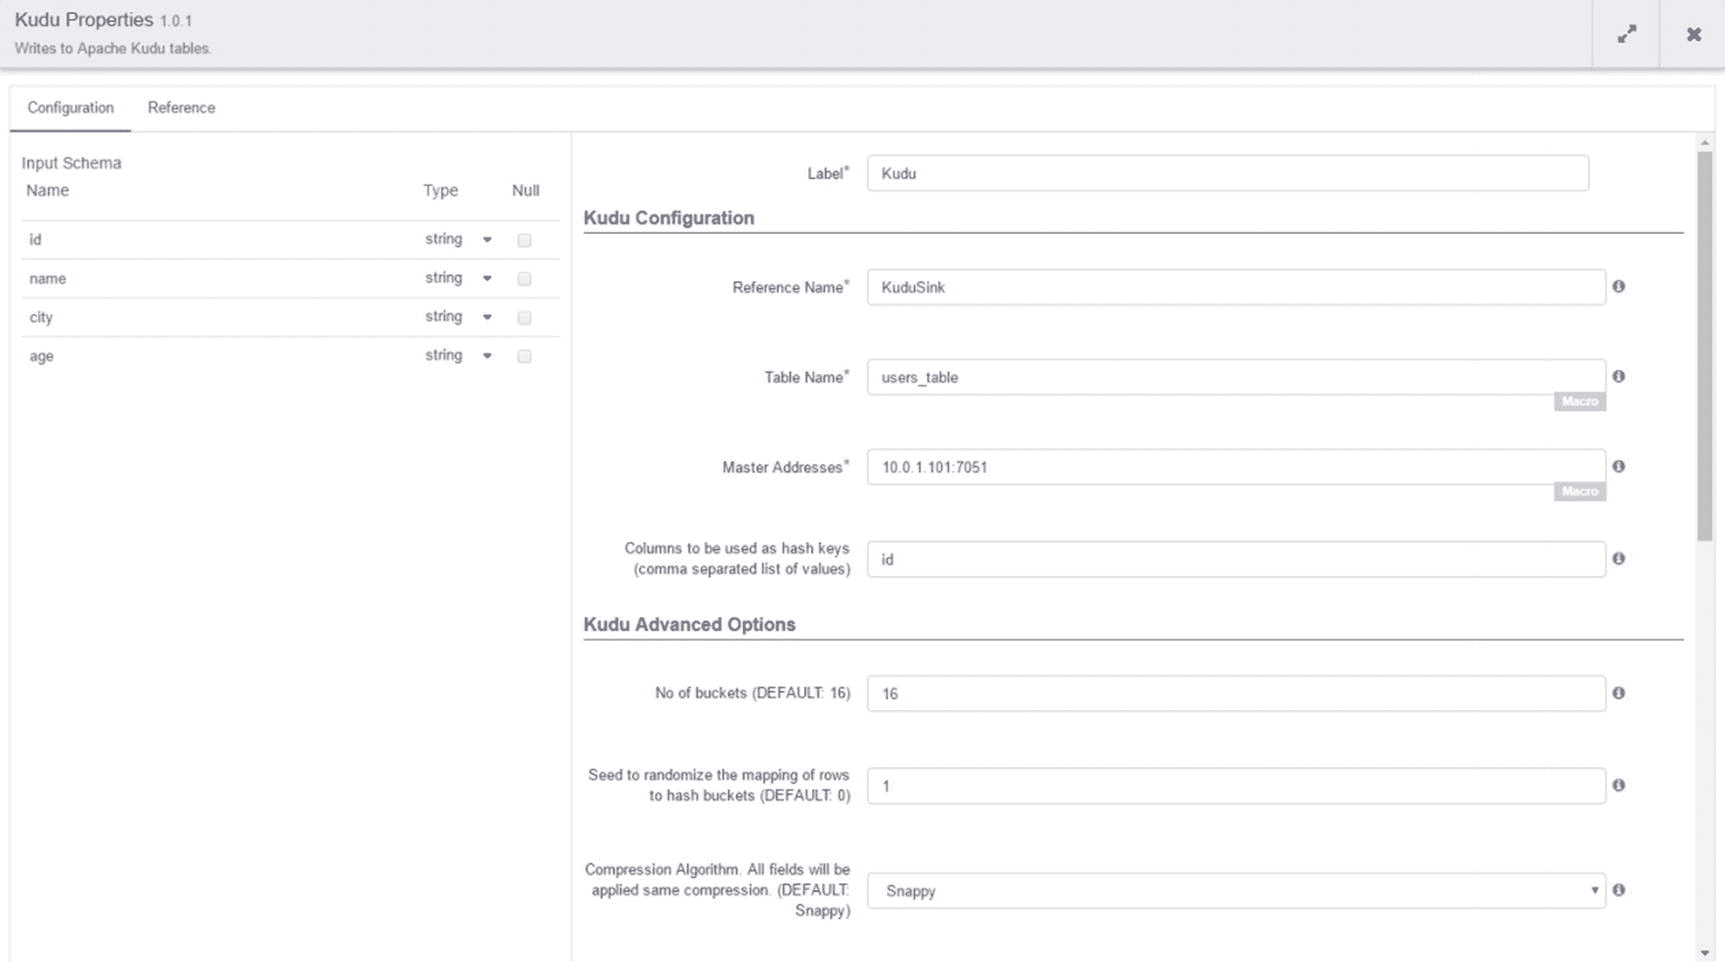 Kudu Properties 1.0.1
Writes to Apache Kudu tables.
Configuration Reference
Input Schema
Name Type Null
id string
name string
city string
age string
Label* Kudu
Kudu Configuration
Reference Name* KuduSink
Table Name* users_table
Macro
Master Addresses* 10.0.1.101:7051
Macro
Columns to be used as hash keys
(comma separated list of values) id
Kudu Advanced Options
No of buckets (DEFAULT: 16) 16
Seed to randomize the mapping of rows
to hash buckets (DEFAULT: 0) 1
Compression Algorithm. All fields will be
applied same compression. (DEFAULT: Snappy
Snappy)